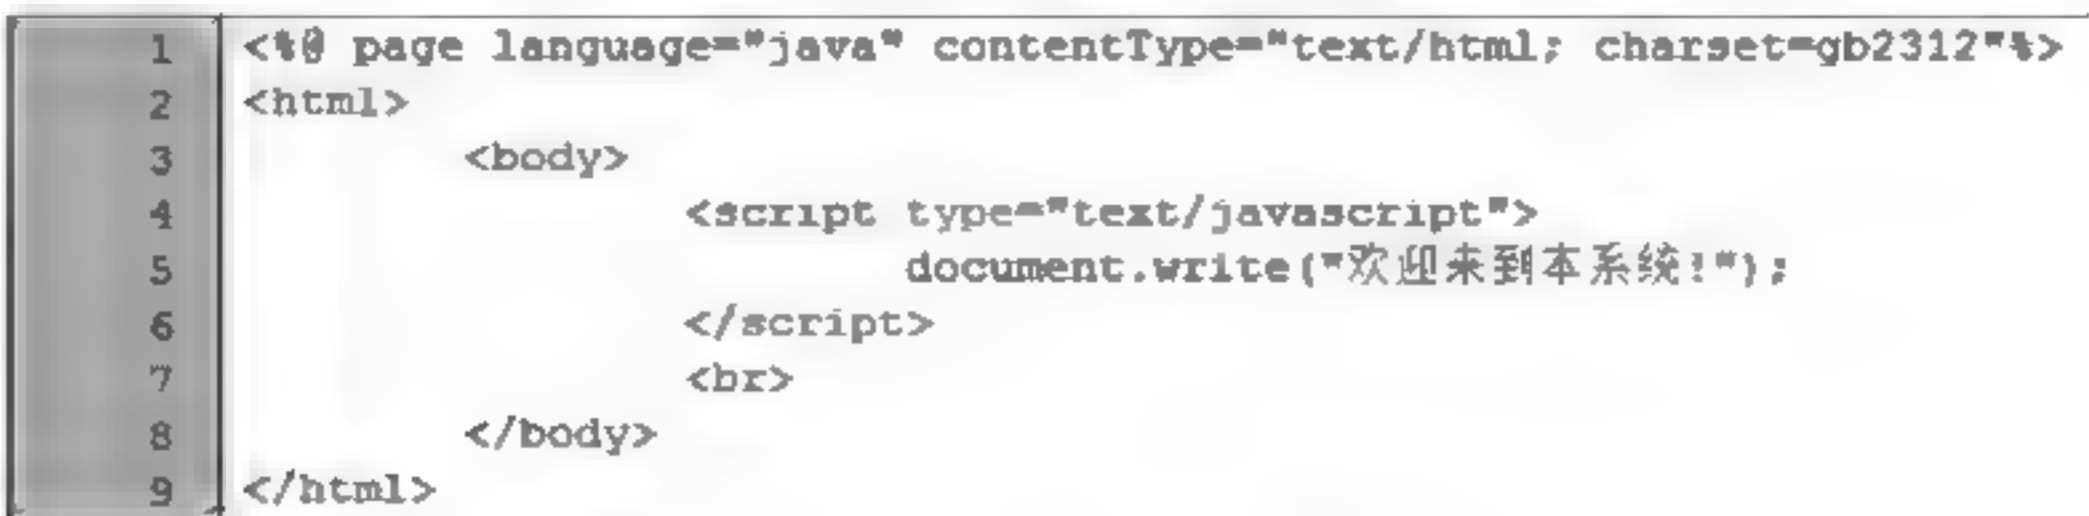 1 <%@ page language="java" contentType="text/html; charset=gb2312"%>
2 <html>
3 <body>
4 <script type="text/javascript">
5 document.write("欢迎来到本系统!");
6 </script>
7 <br>
8 </body>
9 </html>